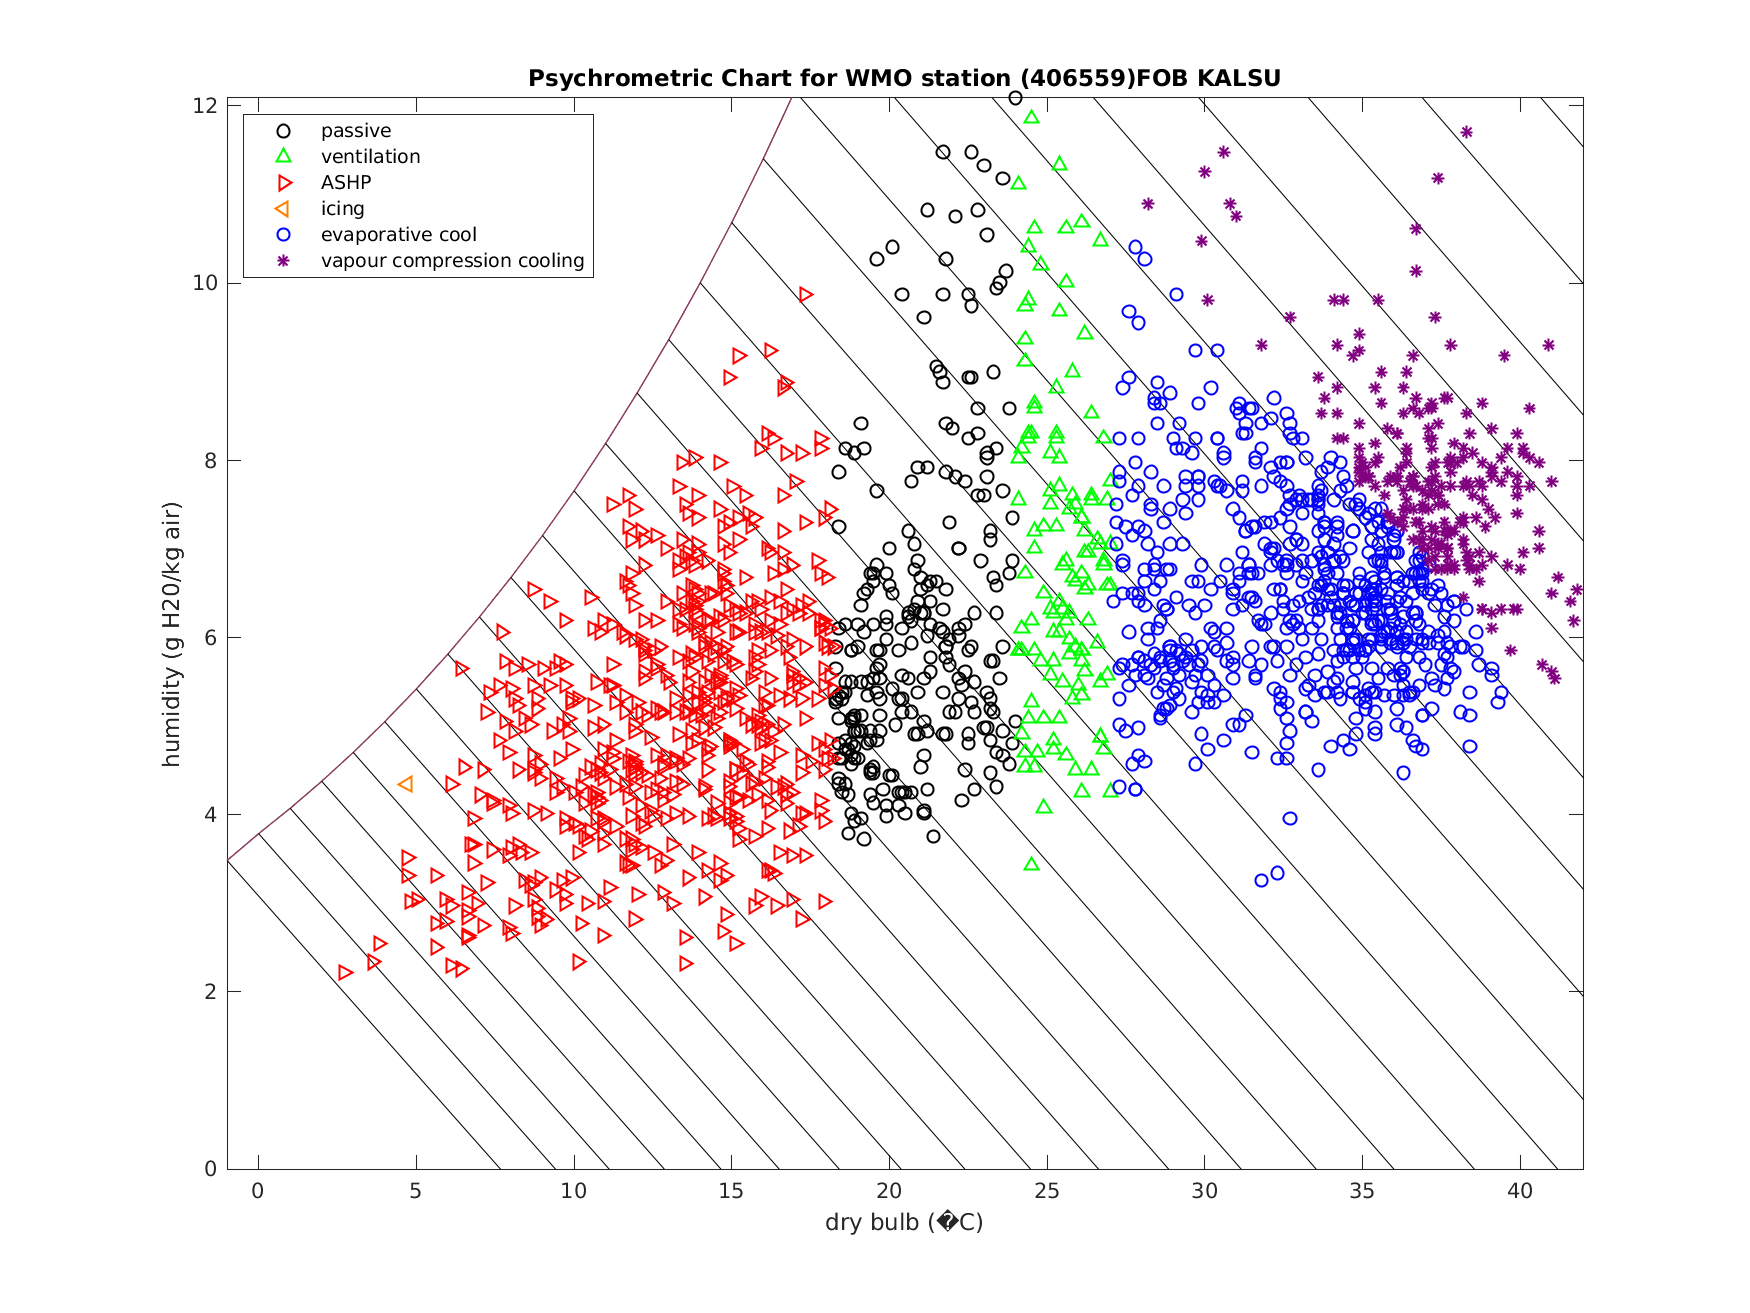 Psychrometric Chart for WMO station (406559)FOB KALSU
passive
ventilation
ASHP
icing
evaporative cool
vapour compression cooling
12
10
8
6
4
2
0
humidity (g H20/kg air)
0 5 10 15 20 25 30 35 40
dry bulb (�C)